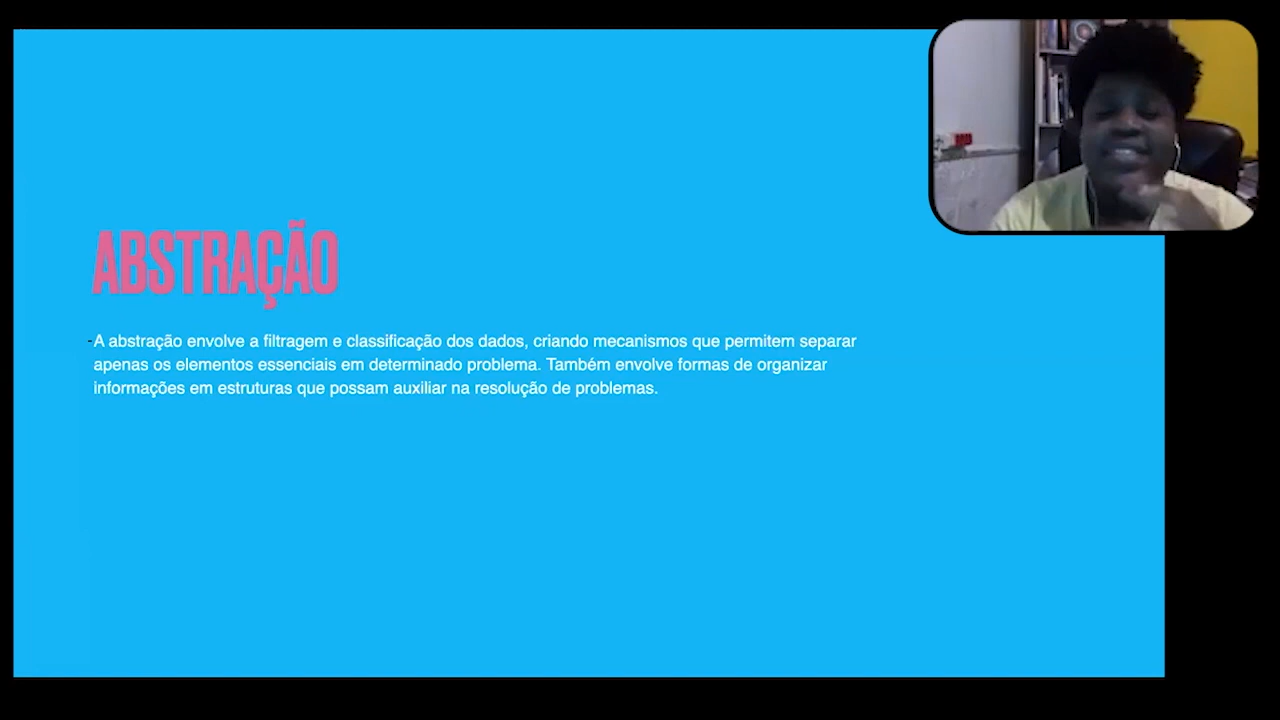 ABSTRAÇÃO
-A abstração envolve a filtragem e classificação dos dados, criando mecanismos que permitem separar
apenas os elementos essenciais em determinado problema. Também envolve formas de organizar
informações em estruturas que possam auxiliar na resolução de problemas.